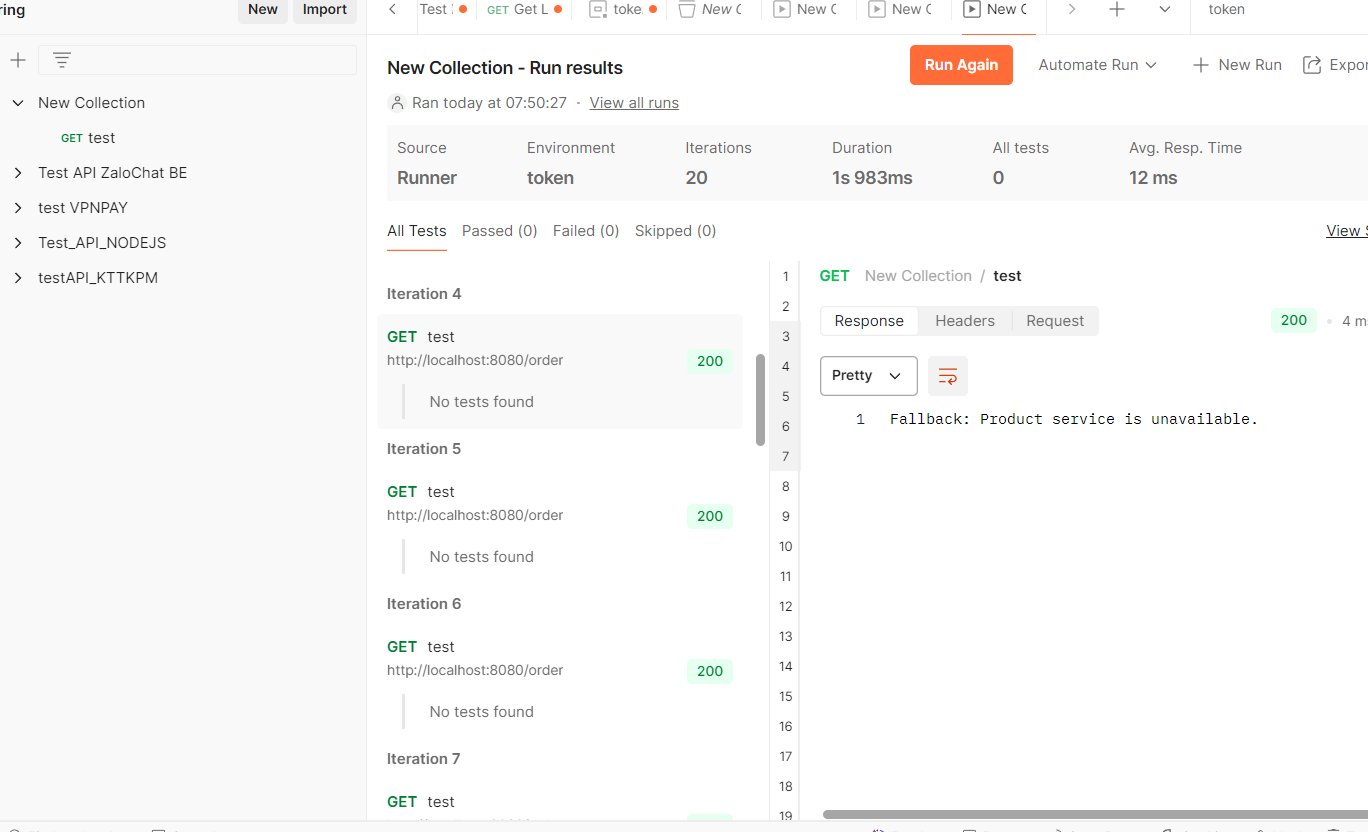 ring
New Import
Test
GET Get L
toke
New C
New C
New C
New C
token
New Collection
GET test
Test API ZaloChat BE
test VPNPAY
Test_API_NODEJS
testAPI_KTTKPM
New Collection - Run results
Run Again
Automate Run
New Run
Expor
Ran today at 07:50:27 · View all runs
Source Environment Iterations Duration All tests Avg. Resp. Time
Runner token 20 1s 983ms 0 12 ms
All Tests Passed (0) Failed (0) Skipped (0)
View S
Iteration 4
GET test
http://localhost:8080/order
200
No tests found
Iteration 5
GET test
http://localhost:8080/order
200
No tests found
Iteration 6
GET test
http://localhost:8080/order
200
No tests found
Iteration 7
GET test
1
2
3
4
5
6
7
8
9
10
11
12
13
14
15
16
17
18
19
GET New Collection / test
Response Headers Request
200 4 ms
Pretty
1 Fallback: Product service is unavailable.